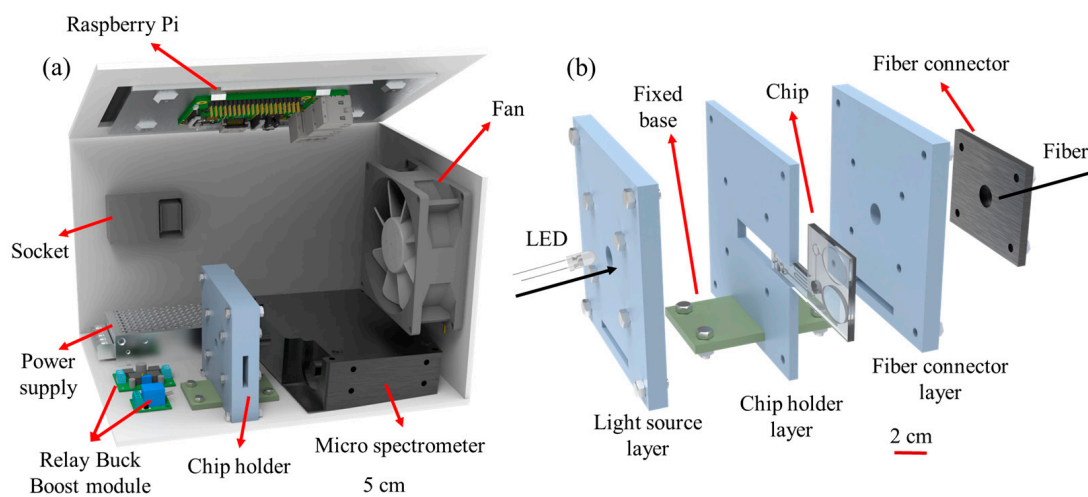 (a)
Raspberry Pi
Fan
Socket
Power
supply
Relay Buck
Boost module
Chip holder
Micro spectrometer
5 cm
(b)
Fixed
base
Chip
Fiber connector
Fiber
LED
Light source
layer
Chip holder
layer
Fiber connector
layer
2 cm